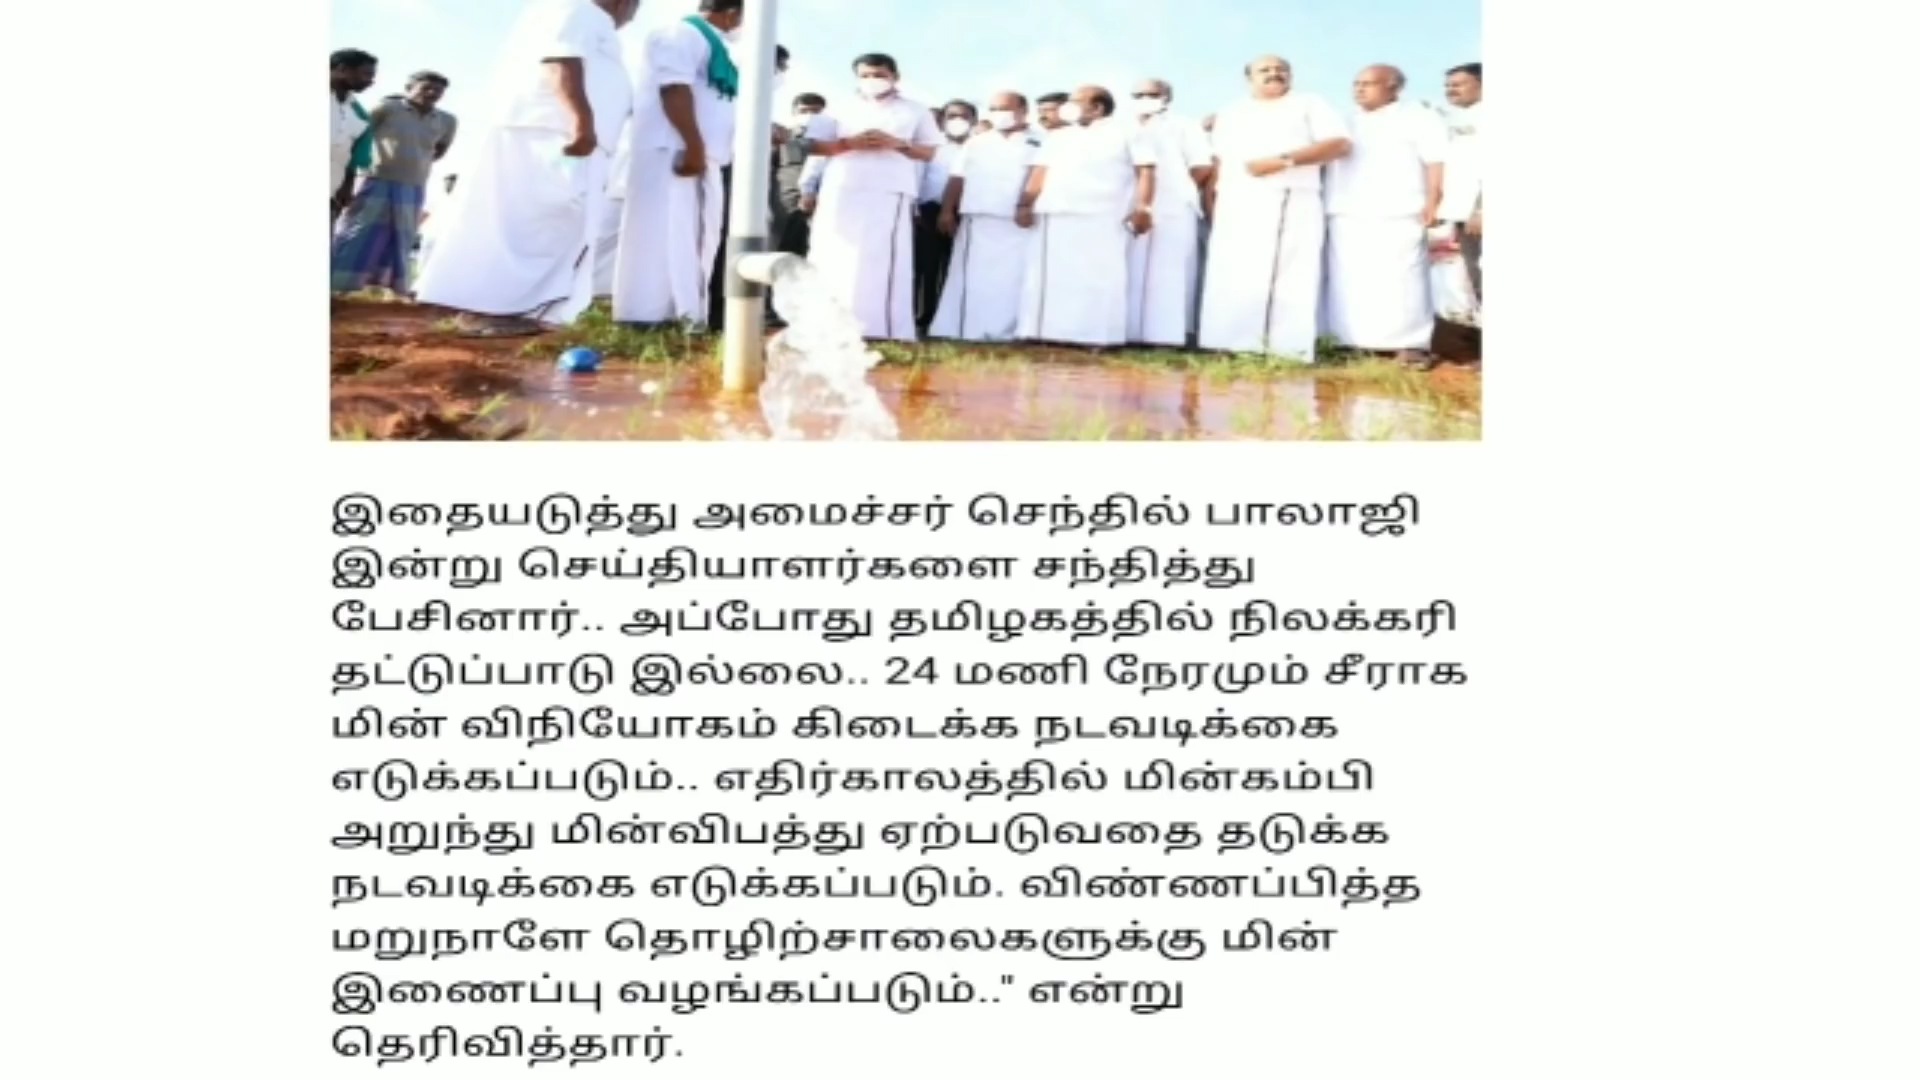 இதையடுத்து அமைச்சர் செந்தில் பாலாஜி
இன்று செய்தியாளர்களை சந்தித்து
பேசினார்.. அப்போது தமிழகத்தில் நிலக்கரி
தட்டுப்பாடு இல்லை.. 24 மணி நேரமும் சீராக
மின் விநியோகம் கிடைக்க நடவடிக்கை
எடுக்கப்படும்.. எதிர்காலத்தில் மின்கம்பி
அறுந்து மின்விபத்து ஏற்படுவதை தடுக்க
நடவடிக்கை எடுக்கப்படும். விண்ணப்பித்த
மறுநாளே தொழிற்சாலைகளுக்கு மின்
இணைப்பு வழங்கப்படும்.." என்று
தெரிவித்தார்.